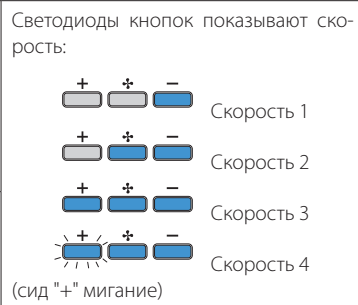 Светодиоды кнопок показывают ско-
рость:
+ −
Скорость 1
+ −
Скорость 2
+ −
Скорость 3
+ −
Скорость 4
(сид "+" мигание)